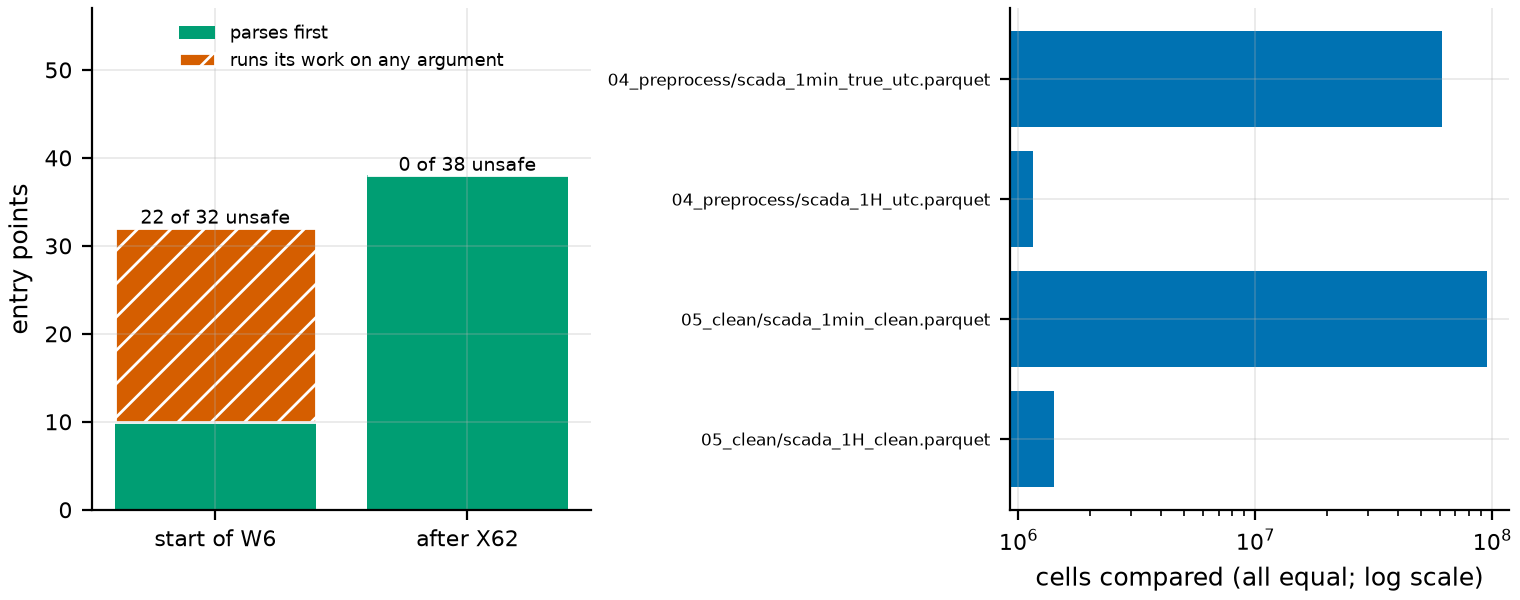 parses first
runs its work on any argument
50
40
30
20
10
0
entry points
22 of 32 unsafe
0 of 38 unsafe
start of W6
after X62
04_preprocess/scada_1min_true_utc.parquet
04_preprocess/scada_1H_utc.parquet
05_clean/scada_1min_clean.parquet
05_clean/scada_1H_clean.parquet
10⁶
10⁷
10⁸
cells compared (all equal; log scale)